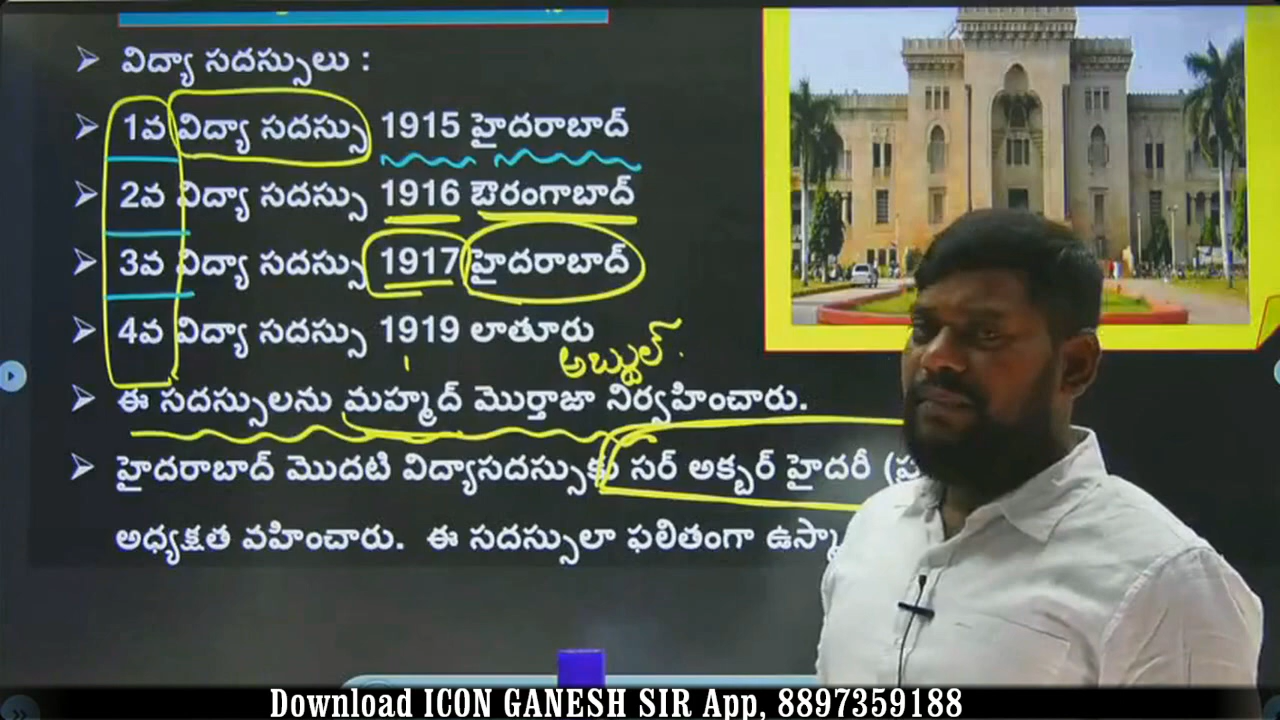 విద్యా సదస్సులు :
1వ విద్యా సదస్సు 1915 హైదరాబాద్
2వ విద్యా సదస్సు 1916 ఔరంగాబాద్
3వ విద్యా సదస్సు 1917 హైదరాబాద్
4వ విద్యా సదస్సు 1919 లాతూరు
ఈ సదస్సులను మహ్మద్ మొర్తాజా నిర్వహించారు.
హైదరాబాద్ మొదటి విద్యాసదస్సుకు సర్ అక్బర్ హైదరీ
అధ్యక్షత వహించారు. ఈ సదస్సులా ఫలితంగా
Download ICON GANESH SIR App, 8897359188